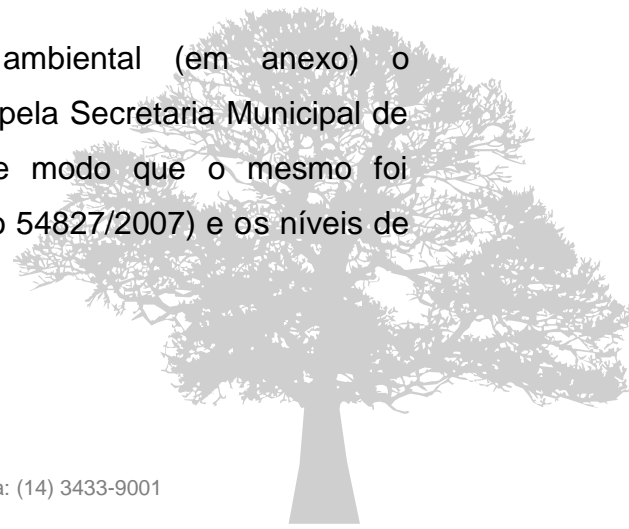 ambiental (em anexo) o
pela Secretaria Municipal de
e modo que o mesmo foi
o 54827/2007) e os níveis de
a: (14) 3433-9001